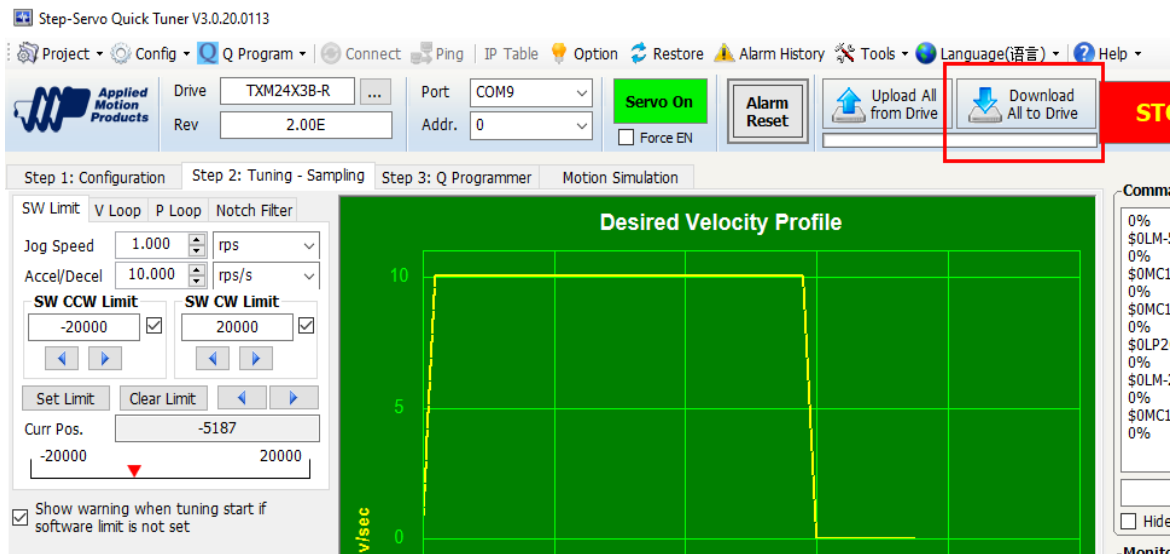 Step-Servo Quick Tuner V3.0.20.0113
Project Config Q Q Program Connect Ping IP Table Option Restore Alarm History Tools Language(语言) Help
Applied
Motion
Products
Drive TXM24X3B-R ...
Rev 2.00E
Port COM9
Addr. 0
Servo On
Force EN
Alarm
Reset
Upload All
from Drive
Download
All to Drive
Step 1: Configuration Step 2: Tuning - Sampling Step 3: Q Programmer Motion Simulation
SW Limit V Loop P Loop Notch Filter
Jog Speed 1.000 rps
Accel/Decel 10.000 rps/s
SW CCW Limit SW CW Limit
-20000 20000
Set Limit Clear Limit
Curr Pos. -5187
-20000 20000
Show warning when tuning start if
software limit is not set
Desired Velocity Profile
10
5
0
0%
0%
$0MC1
0%
$0MC1
0%
0%
0%
$0MC1
0%
Hide